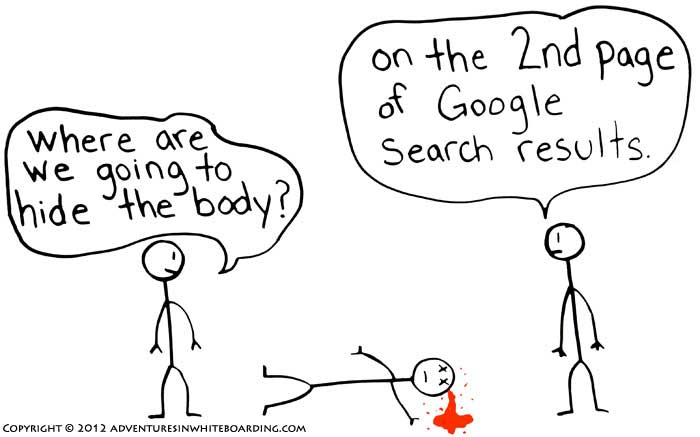 where are
we going to
hide the body?
on the 2nd page
of Google
search results.
COPYRIGHT © 2012 ADVENTURESINWHITEBOARDING.COM